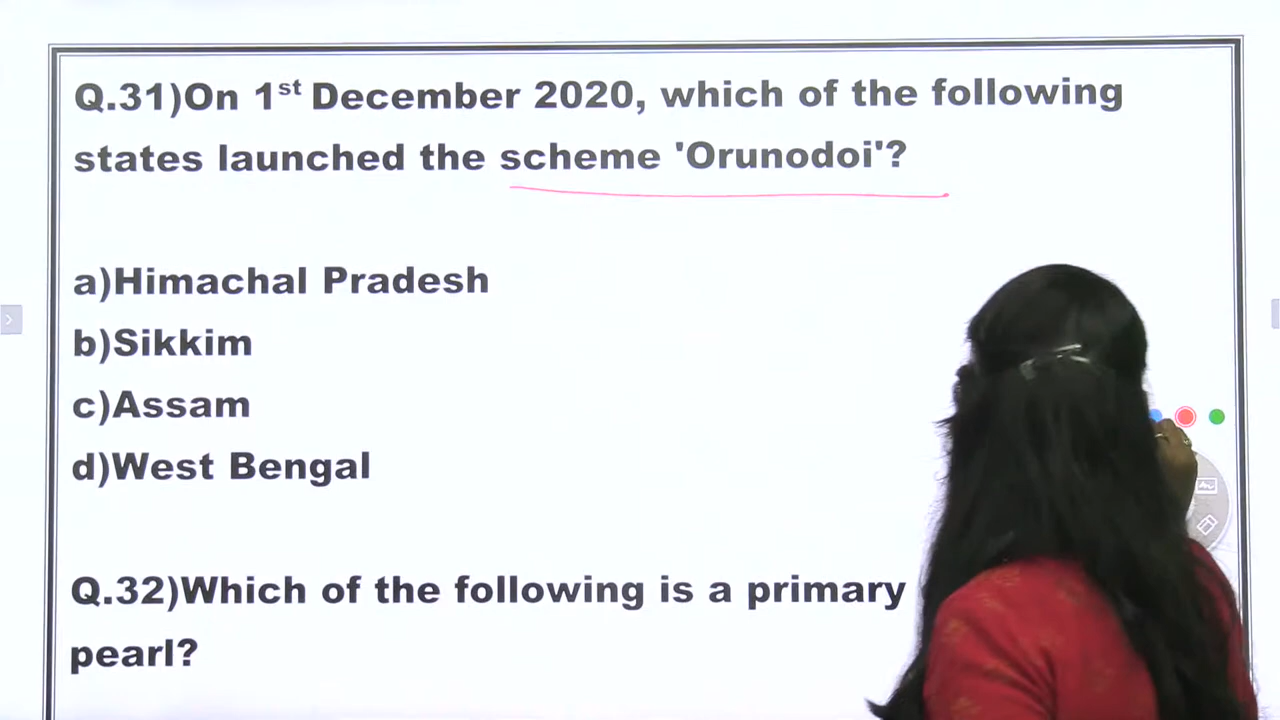 Q.31)On 1st December 2020, which of the following
states launched the scheme 'Orunodoi'?
a)Himachal Pradesh
b)Sikkim
c)Assam
d)West Bengal
Q.32)Which of the following is a primary
pearl?